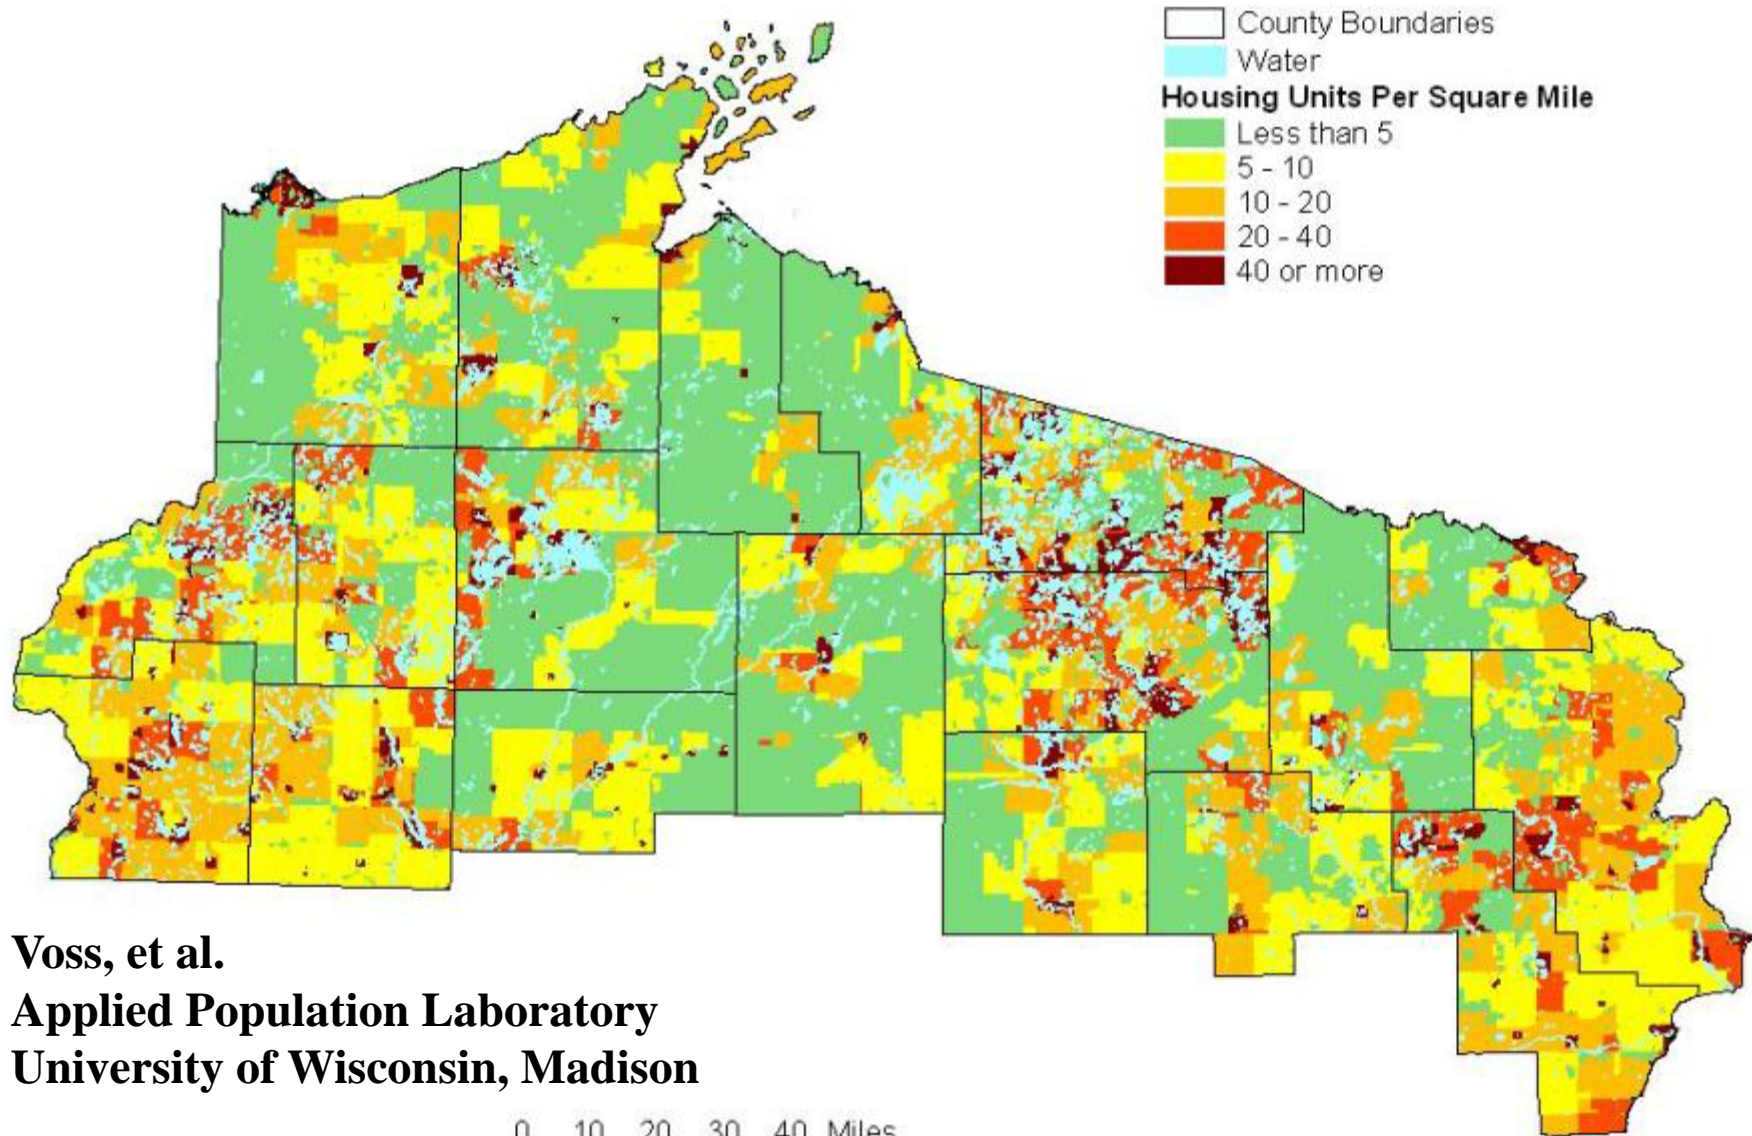 County Boundaries
Water
Housing Units Per Square Mile
Less than 5
5 - 10
10 - 20
20 - 40
40 or more
Voss, et al.
Applied Population Laboratory
University of Wisconsin, Madison
0 10 20 30 40 Miles